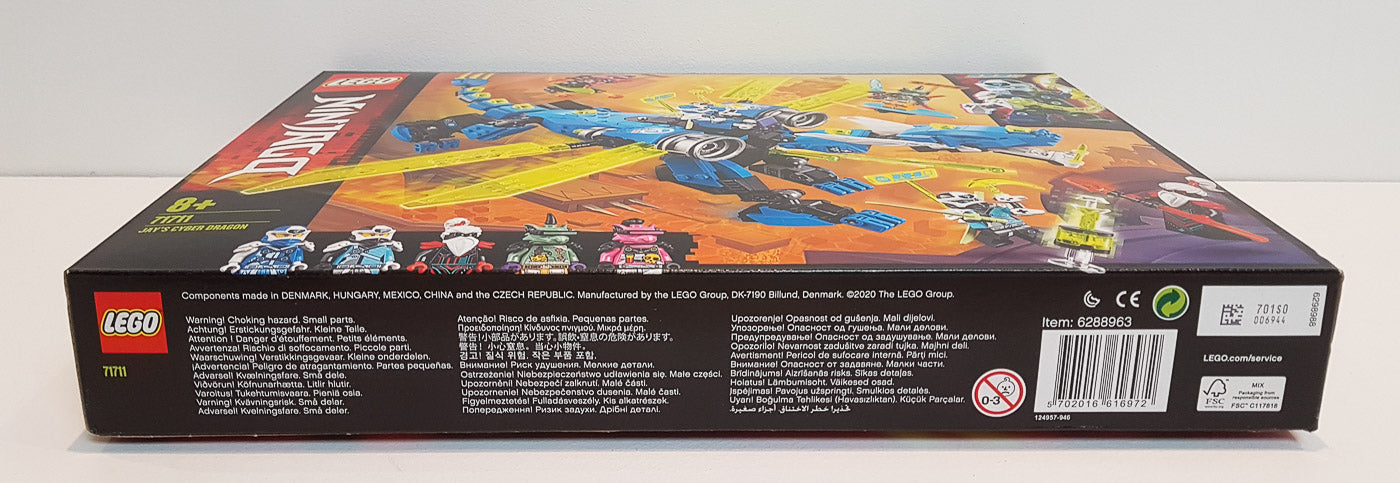 LEGO
NINJAGO
8+
71711
JAY'S CYBER DRAGON
LEGO
71711
Components made in DENMARK, HUNGARY, MEXICO, CHINA and the CZECH REPUBLIC. Manufactured by the LEGO Group, DK-7190 Billund, Denmark. ©2020 The LEGO Group.
Warning! Choking hazard. Small parts.
Achtung! Erstickungsgefahr. Kleine Teile.
Attention ! Danger d'étouffement. Petits éléments.
Avvertenza! Rischio di soffocamento. Piccole parti.
Waarschuwing! Verstikkingsgevaar. Kleine onderdelen.
¡Advertencia! Peligro de atragantamiento. Partes pequeñas.
Advarsel! Kvælningsfare. Små dele.
Viðvörun! Köfnunarhætta. Litlir hlutir.
Varoitus! Tukehtumisvaara. Pieniä osia.
Varning! Kvävningsrisk. Små delar.
Advarsel! Kvelningsfare. Små deler.
Atenção! Risco de asfixia. Pequenas partes.
Προειδοποίηση! Κίνδυνος πνιγμού. Μικρά μέρη.
警告!小部品があります。誤飲・窒息の危険があります。
警告! 小心窒息。当心小物件。
경고! 질식 위험. 작은 부품 포함.
Внимание! Риск удушения. Мелкие детали.
Ostrzeżenie! Niebezpieczeństwo udławienia się. Małe części.
Upozornění! Nebezpečí zalknutí. Malé části.
Upozornenie! Nebezpečenstvo dusenia. Malé časti.
Figyelmeztetés! Fulladásveszély. Kis alkatrészek.
Попередження! Ризик задухи. Дрібні деталі.
Upozorenje! Opasnost od gušenja. Mali dijelovi.
Упозорење! Опасност од гушења. Мали делови.
Предупредување! Опасност од задушување. Мали делови.
Opozorilo! Nevarnost zadušitve zaradi tujka. Majhni deli.
Avertisment! Pericol de sufocare internă. Părți mici.
Внимание! Опасност от задавяне. Малки части.
Brīdinājums! Aizrīšanās risks. Sīkas detaļas.
Hoiatus! Lämbumisoht. Väikesed osad.
Įspėjimas! Pavojus užspringti. Smulkios detalės.
Uyarı! Boğulma Tehlikesi (Havasızlıktan). Küçük Parçalar.
تحذير! خطر الاختناق. أجزاء صغيرة.
0-3
CE
Item: 6288963
5 702016 616972
124957-946
701S0
006944
6298988
LEGO.com/service
FSC
MIX
Packaging from
responsible sources
FSC™ C117818